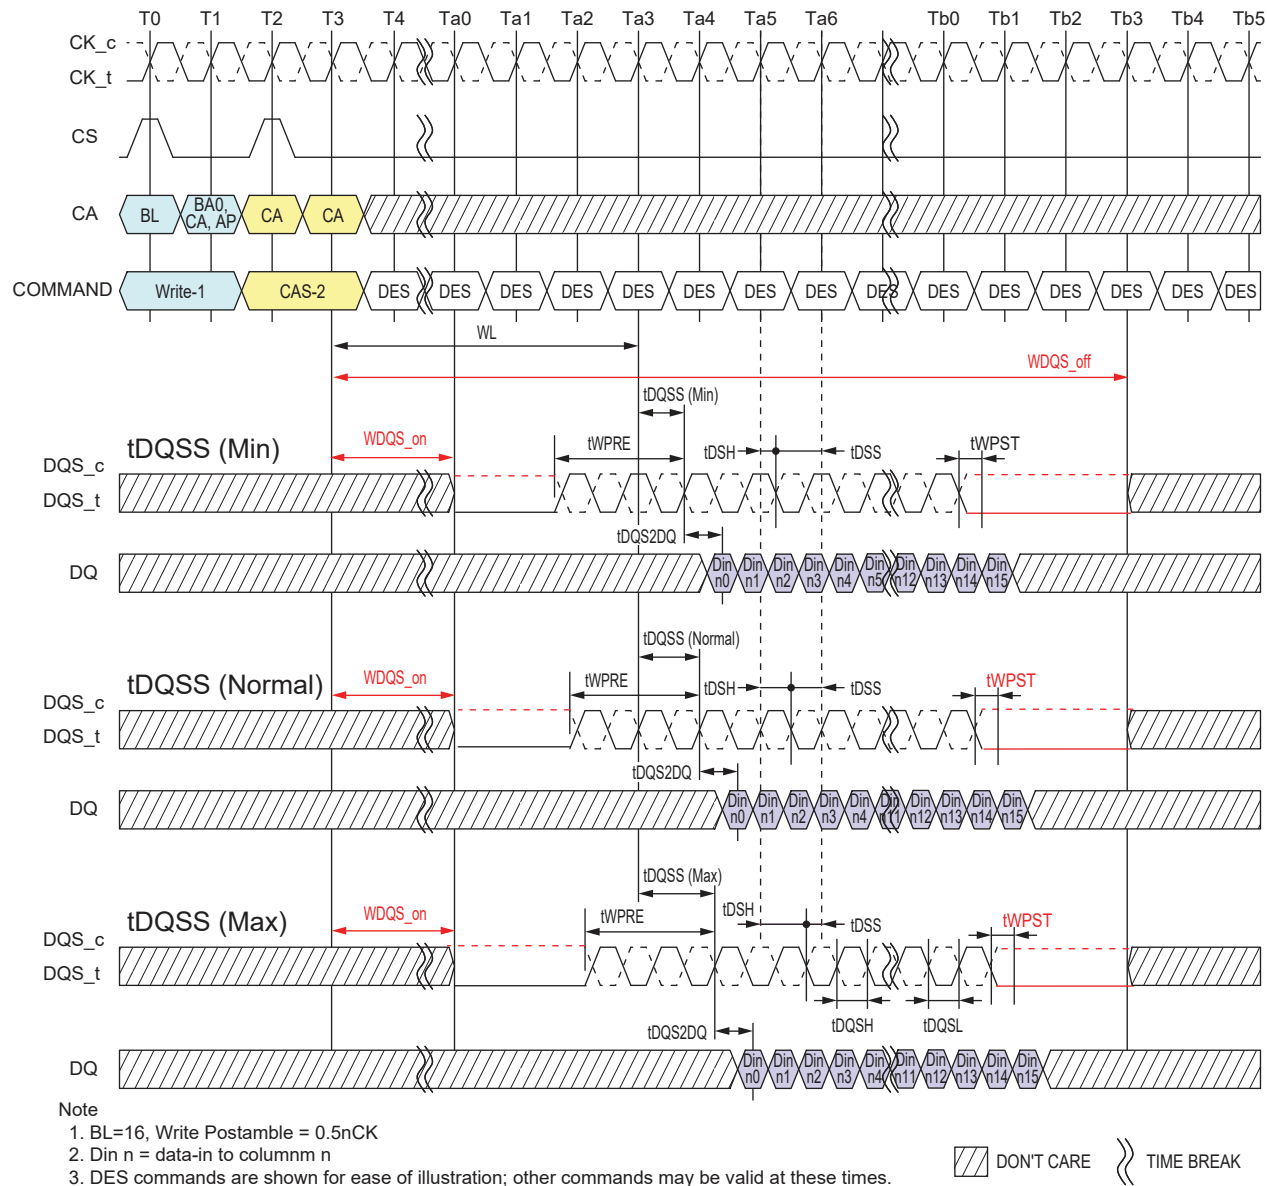 T0 T1 T2 T3 T4 Ta0 Ta1 Ta2 Ta3 Ta4 Ta5 Ta6 Tb0 Tb1 Tb2 Tb3 Tb4 Tb5
CK_c
CK_t
CS
CA BL BA0, CA, AP CA CA
COMMAND Write-1 CAS-2 DES DES DES DES DES DES DES DES DES DES DES DES DES DES DES
WL
WDQS_off
tDQSS (Min)
tDQSS (Min) WDQS_on tWPRE tDSH tDSS tWPST
DQS_c
DQS_t
tDQS2DQ
DQ Din n0 Din n1 Din n2 Din n3 Din n4 Din n5 Din n12 Din n13 Din n14 Din n15
tDQSS (Normal)
tDQSS (Normal) WDQS_on tWPRE tDSH tDSS tWPST
DQS_c
DQS_t
tDQS2DQ
DQ Din n0 Din n1 Din n2 Din n3 Din n4 Din n11 Din n12 Din n13 Din n14 Din n15
tDQSS (Max)
tDQSS (Max) WDQS_on tWPRE tDSH tDSS tWPST
DQS_c
DQS_t
tDQS2DQ tDQSH tDQSL
DQ Din n0 Din n1 Din n2 Din n3 Din n4 Din n11 Din n12 Din n13 Din n14 Din n15
Note
1. BL=16, Write Postamble = 0.5nCK
2. Din n = data-in to columnm n
3. DES commands are shown for ease of illustration; other commands may be valid at these times.
DON'T CARE TIME BREAK